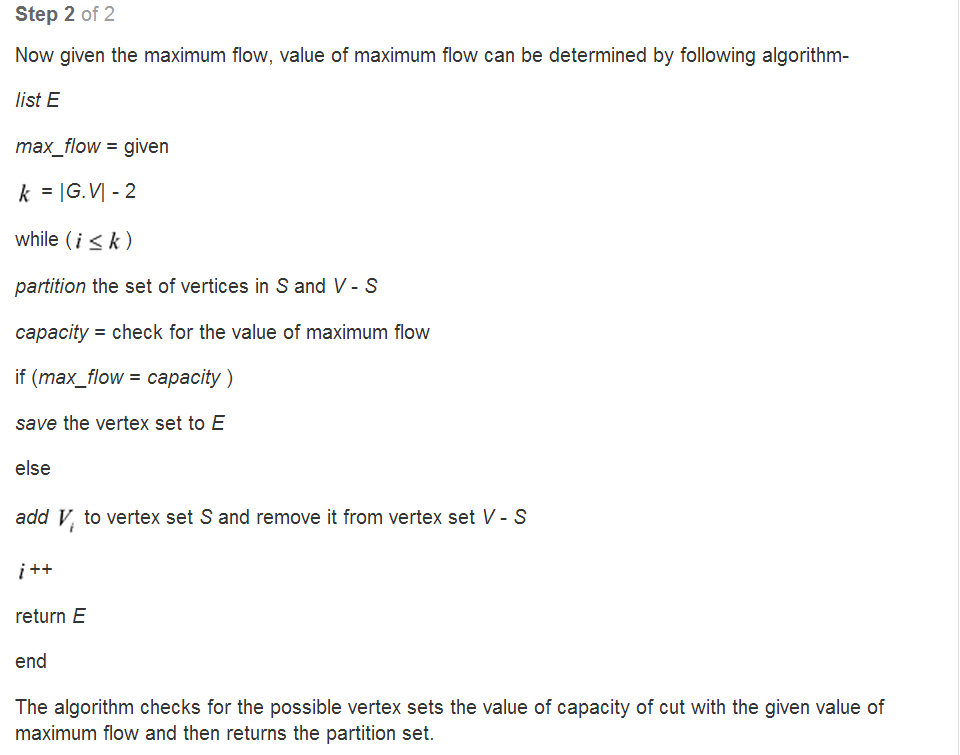 Step 2 of 2
Now given the maximum flow, value of maximum flow can be determined by following algorithm-
list E
max_flow = given
k = |G.V| - 2
while (i ≤ k)
partition the set of vertices in S and V - S
capacity = check for the value of maximum flow
if (max_flow = capacity )
save the vertex set to E
else
add Vᵢ to vertex set S and remove it from vertex set V - S
i ++
return E
end
The algorithm checks for the possible vertex sets the value of capacity of cut with the given value of
maximum flow and then returns the partition set.